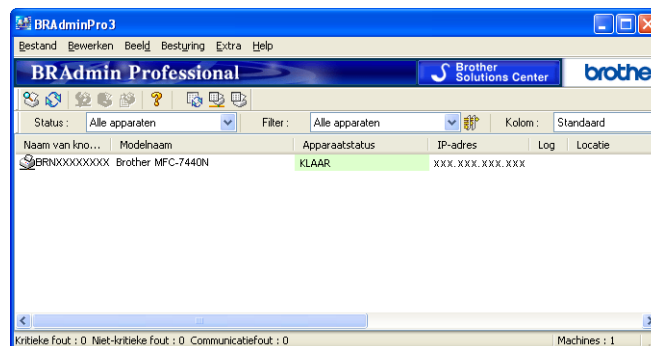 BRAdminPro3
Bestand Bewerken Beeld Besturing Extra Help
BRAdmin Professional Brother Solutions Center brothe
Status : Alle apparaten Filter : Alle apparaten Kolom : Standaard
Naam van kno... Modelnaam Apparaatstatus IP-adres Log Locatie
BRNXXXXXXXX Brother MFC-7440N KLAAR XXX.XXX.XXX.XXX
Kritieke fout : 0 Niet-kritieke fout : 0 Communicatiefout : 0 Machines : 1